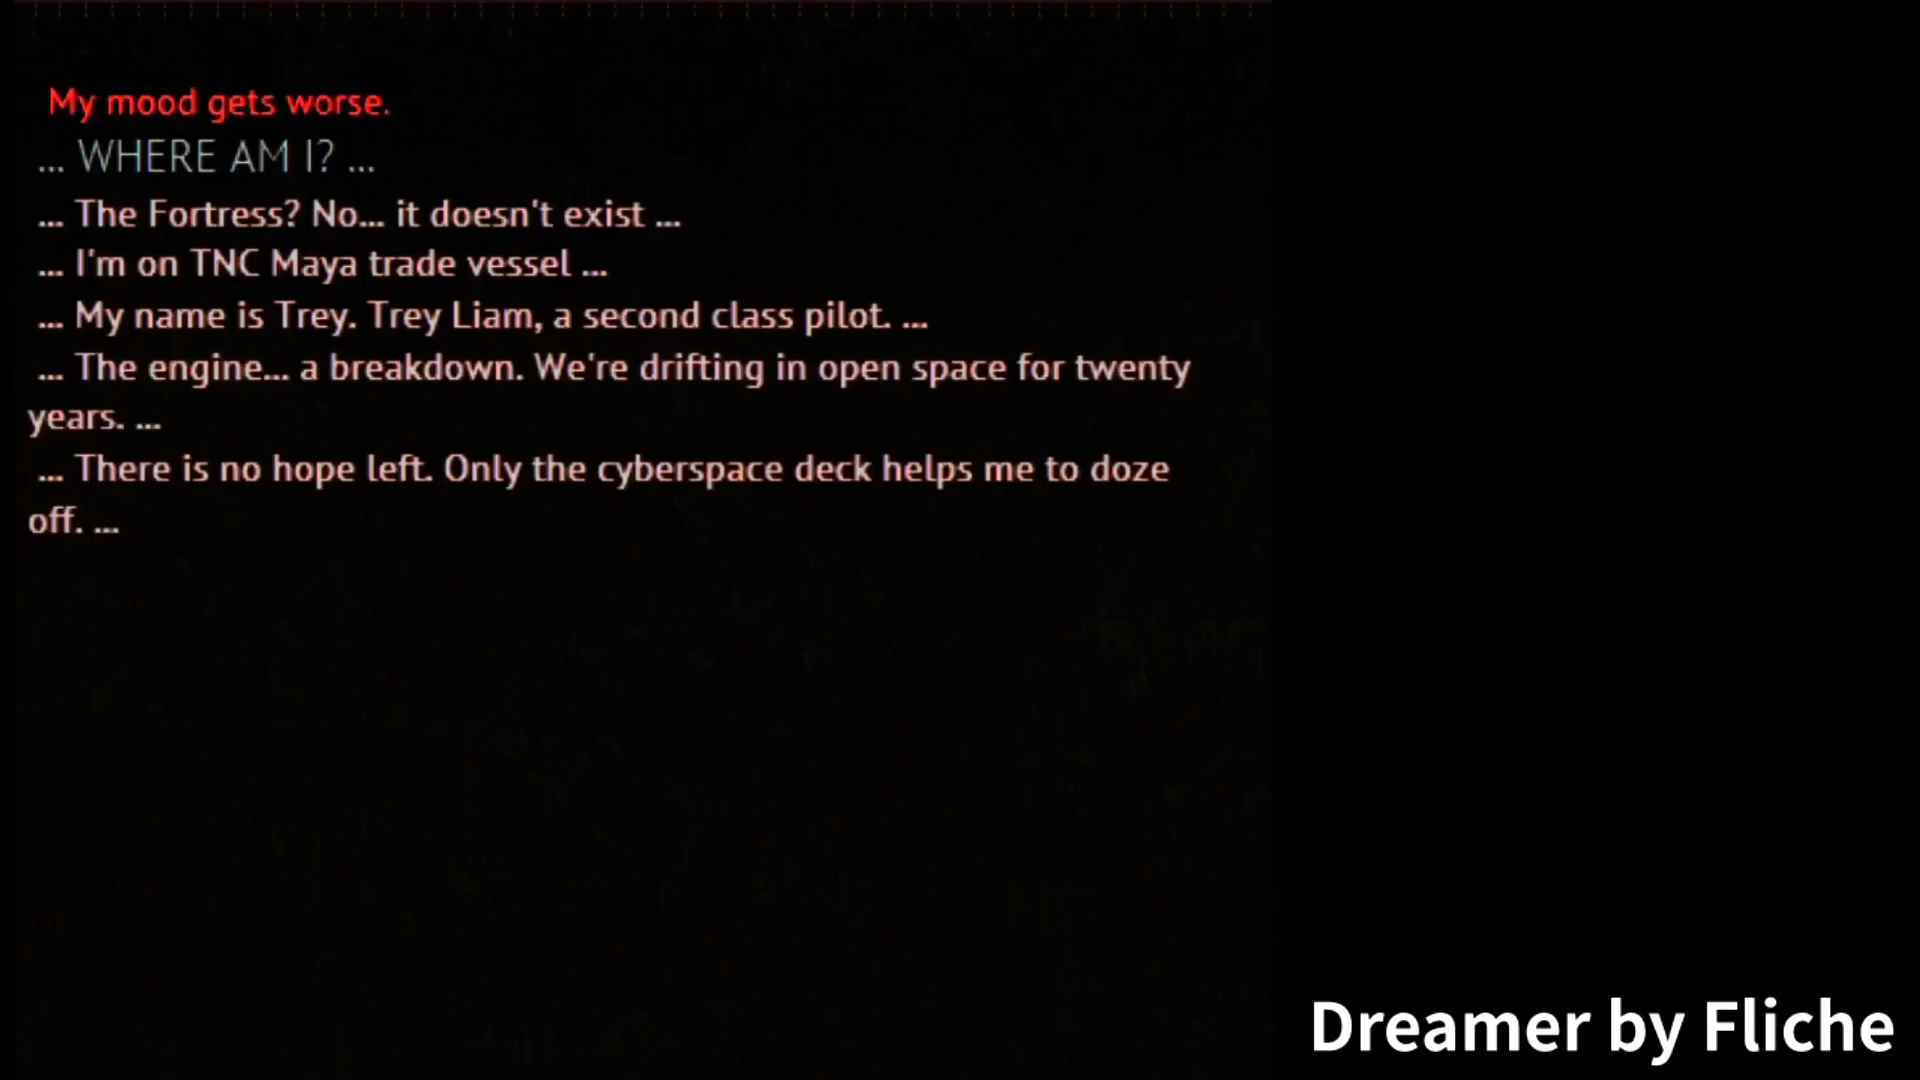 My mood gets worse.
... WHERE AM I? ...
... The Fortress? No... it doesn't exist ...
... I'm on TNC Maya trade vessel ...
... My name is Trey. Trey Liam, a second class pilot. ...
... The engine... a breakdown. We're drifting in open space for twenty
years. ...
... There is no hope left. Only the cyberspace deck helps me to doze
off. ...
Dreamer by Fliche